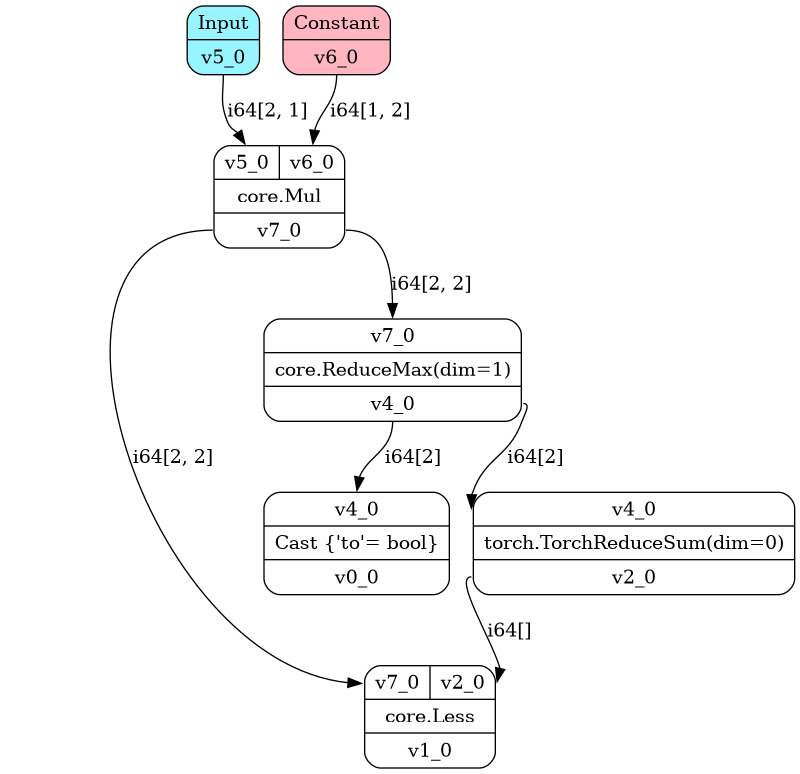 Input
v5_0
Constant
v6_0
i64[2, 1]
i64[1, 2]
v5_0 v6_0
core.Mul
v7_0
i64[2, 2]
v7_0
core.ReduceMax(dim=1)
v4_0
i64[2, 2]
i64[2]
i64[2]
v4_0
Cast {'to'= bool}
v0_0
v4_0
torch.TorchReduceSum(dim=0)
v2_0
i64[]
v7_0 v2_0
core.Less
v1_0